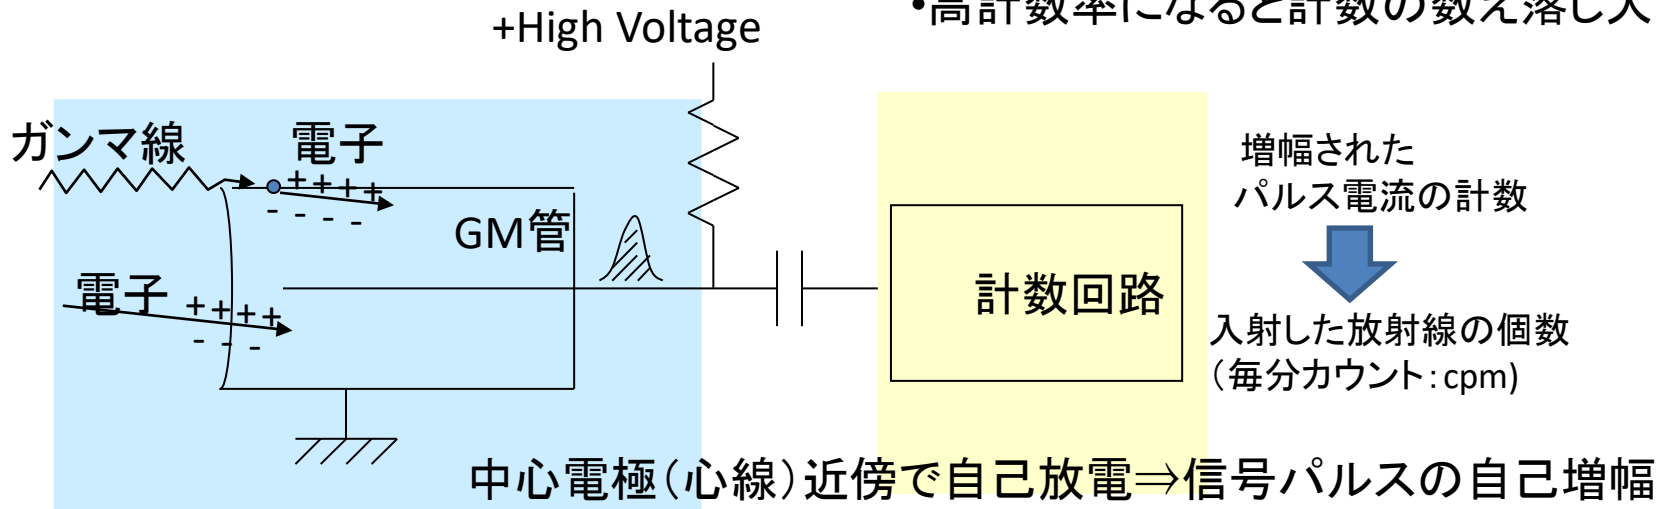 •高計数率になると計数の数え落し大
+High Voltage
ガンマ線
電子
++++
- - - -
GM管
電子
++++
- - -
計数回路
増幅された
パルス電流の計数
入射した放射線の個数
(毎分カウント:cpm)
中心電極(心線)近傍で自己放電⇒信号パルスの自己増幅